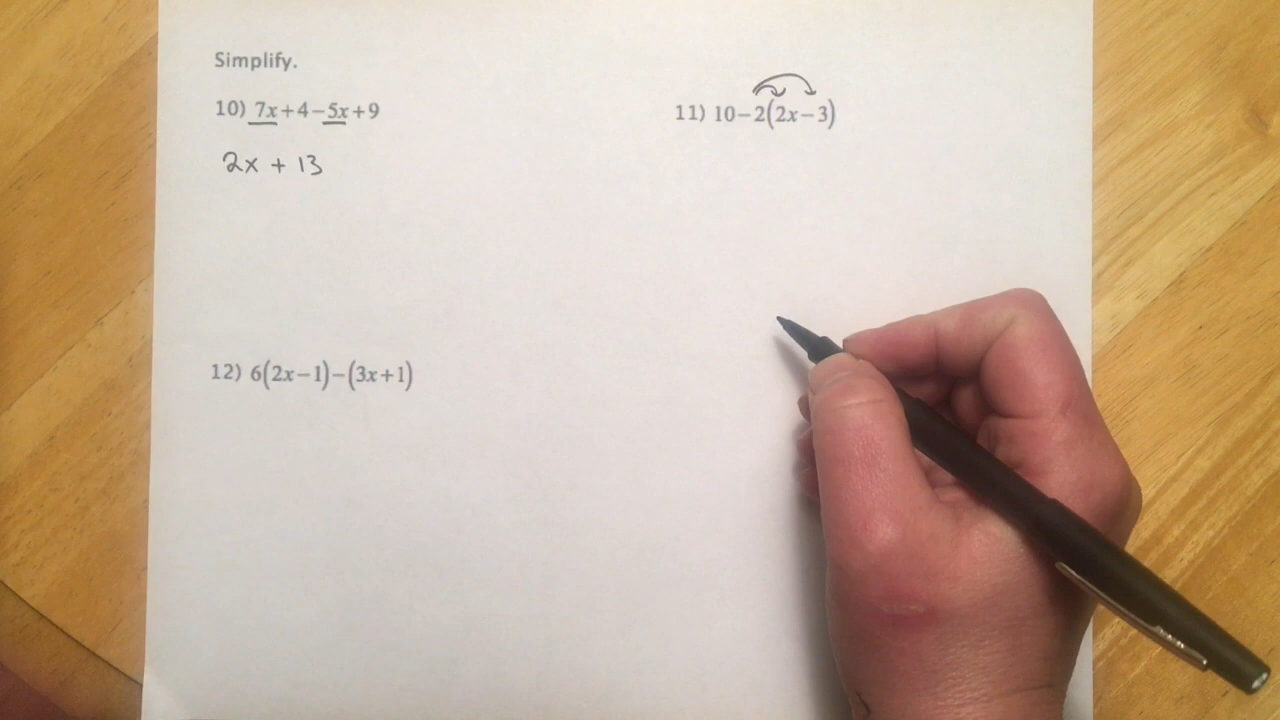 Simplify.
10) 7x+4−5x+9
2x + 13
11) 10−2(2x−3)
12) 6(2x−1)−(3x+1)